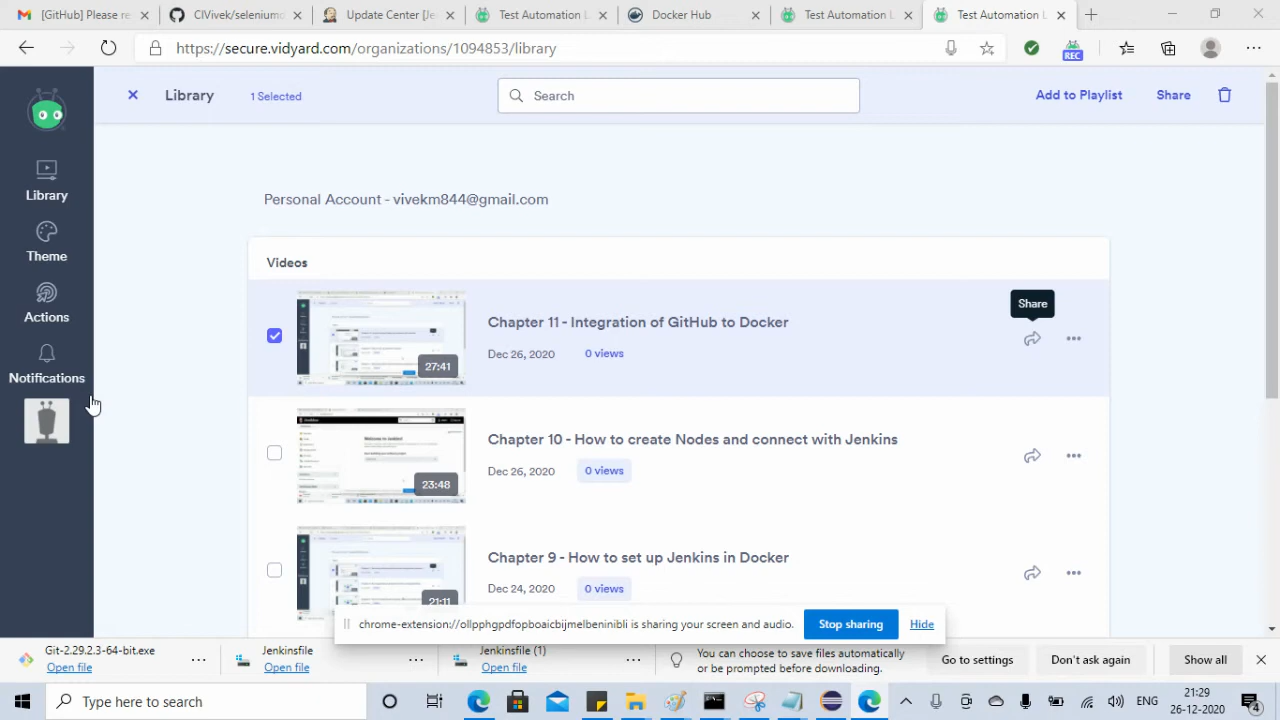 [GitHub] Please re
CIVivek/seleniumo
Update Center [Je
Test Automation L
Docker Hub
Test Automation L
Test Automation L
https://secure.vidyard.com/organizations/1094853/library
REC
Library
1 Selected
Search
Add to Playlist
Share
Library
Theme
Actions
Notifications
Personal Account - vivekm844@gmail.com
Videos
Share
Chapter 11 - Integration of GitHub to Docker
Dec 26, 2020
0 views
27:41
Chapter 10 - How to create Nodes and connect with Jenkins
Dec 26, 2020
0 views
23:48
Chapter 9 - How to set up Jenkins in Docker
Dec 24, 2020
0 views
21:11
chrome-extension://ollpphgpdfopboaicbijmelbeninibli is sharing your screen and audio.
Stop sharing
Hide
Git-2.29.2.3-64-bit.exe
Open file
Jenkinsfile
Open file
Jenkinsfile (1)
Open file
You can choose to save files automatically
or be prompted before downloading.
Go to settings
Don't ask again
Show all
Type here to search
ENG
21:29
26-12-2020
4